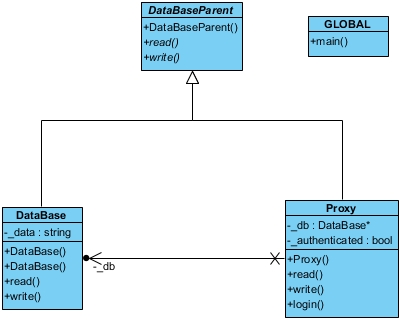 DataBaseParent
+DataBaseParent()
+read()
+write()
GLOBAL
+main()
DataBase
-_data : string
+DataBase()
+DataBase()
+read()
+write()
-_db
Proxy
-_db : DataBase*
-_authenticated : bool
+Proxy()
+read()
+write()
+login()